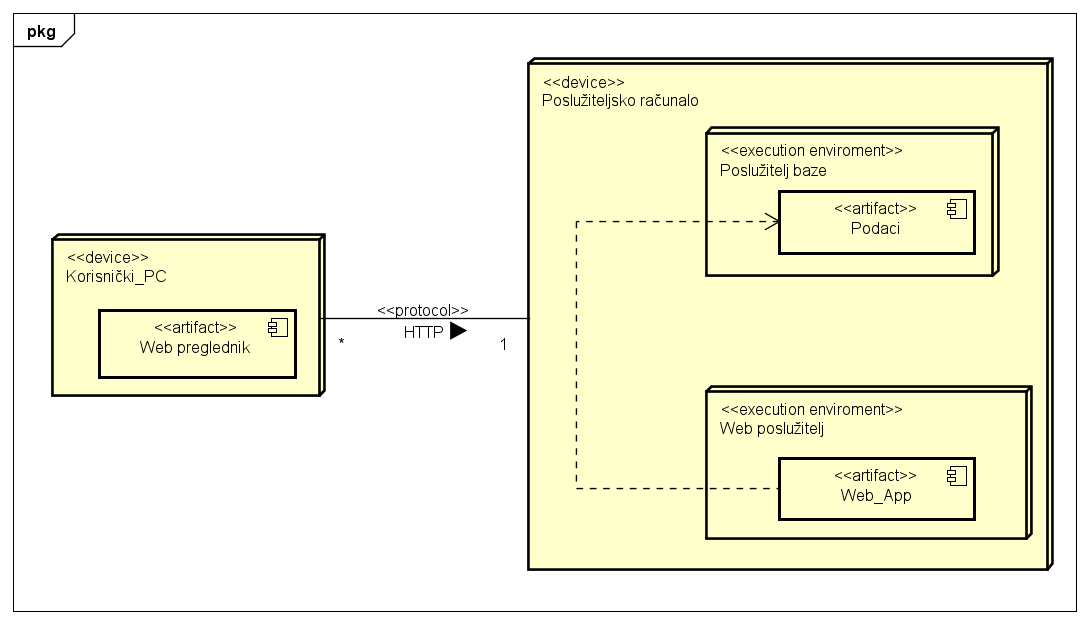 pkg
<<device>>
Poslužiteljsko računalo
<<execution enviroment>>
Poslužitelj baze
<<artifact>>
Podaci
<<device>>
Korisnički_PC
<<artifact>>
Web preglednik
<<protocol>>
HTTP
*
1
<<execution enviroment>>
Web poslužitelj
<<artifact>>
Web_App